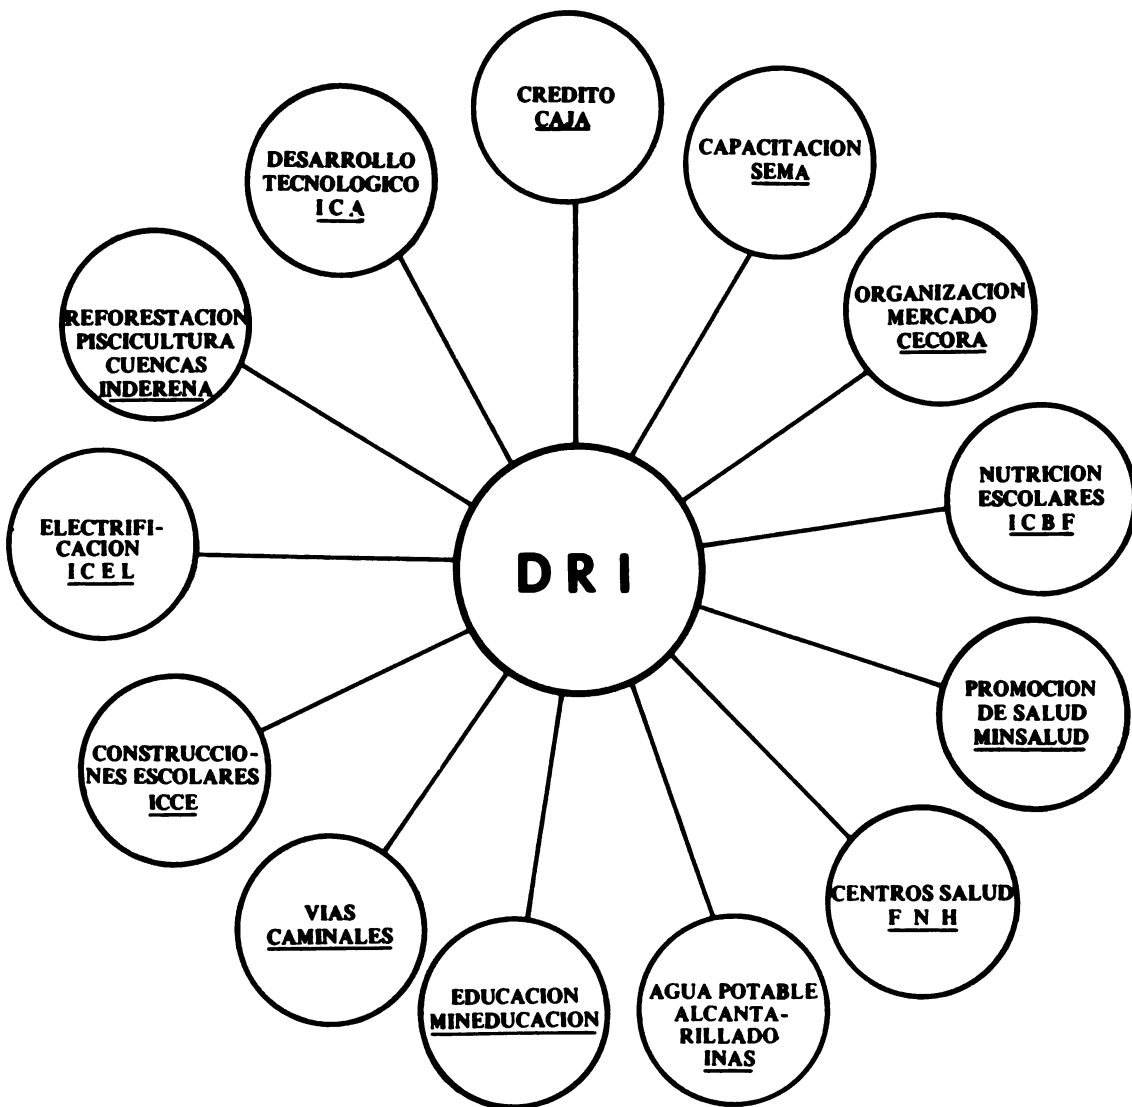 CREDITO
CAJA
CAPACITACION
SEMA
ORGANIZACION
MERCADO
CECORA
NUTRICION
ESCOLARES
I C B F
PROMOCION
DE SALUD
MINSALUD
CENTROS SALUD
F N H
AGUA POTABLE
ALCANTA-
RILLADO
INAS
EDUCACION
MINEDUCACION
VIAS
CAMINALES
CONSTRUCCIO-
NES ESCOLARES
ICCE
ELECTRIFI-
CACION
I C E L
REFORESTACION
PISCICULTURA
CUENCAS
INDERENA
DESARROLLO
TECNOLOGICO
I C A
D R I